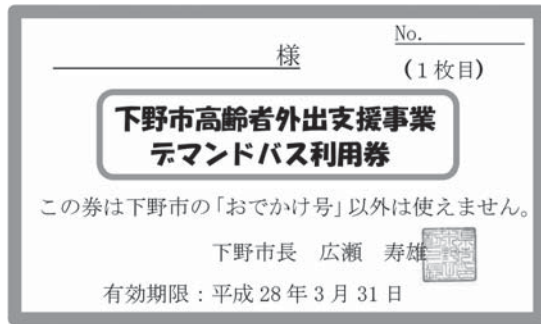 No.
様
(1枚目)
下野市高齢者外出支援事業
デマンドバス利用券
この券は下野市の「おでかけ号」以外は使えません。
下野市長 広瀬 寿雄
有効期限：平成28年3月31日